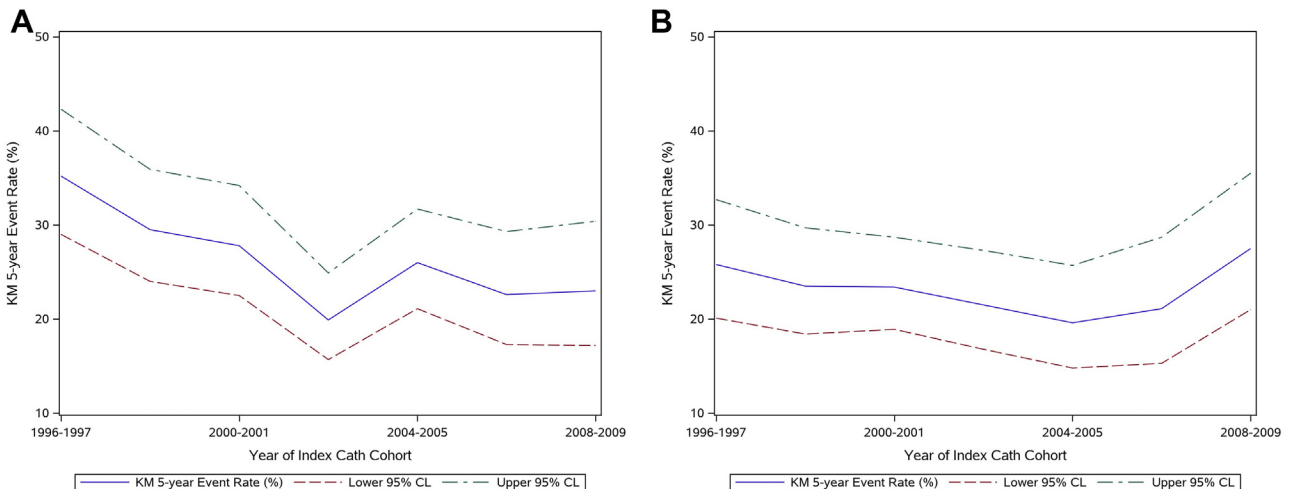 A
50
40
30
20
10
KM 5-year Event Rate (%)
1996-1997 2000-2001 2004-2005 2008-2009
Year of Index Cath Cohort
KM 5-year Event Rate (%) Lower 95% CL Upper 95% CL
B
50
40
30
20
10
KM 5-year Event Rate (%)
1996-1997 2000-2001 2004-2005 2008-2009
Year of Index Cath Cohort
KM 5-year Event Rate (%) Lower 95% CL Upper 95% CL